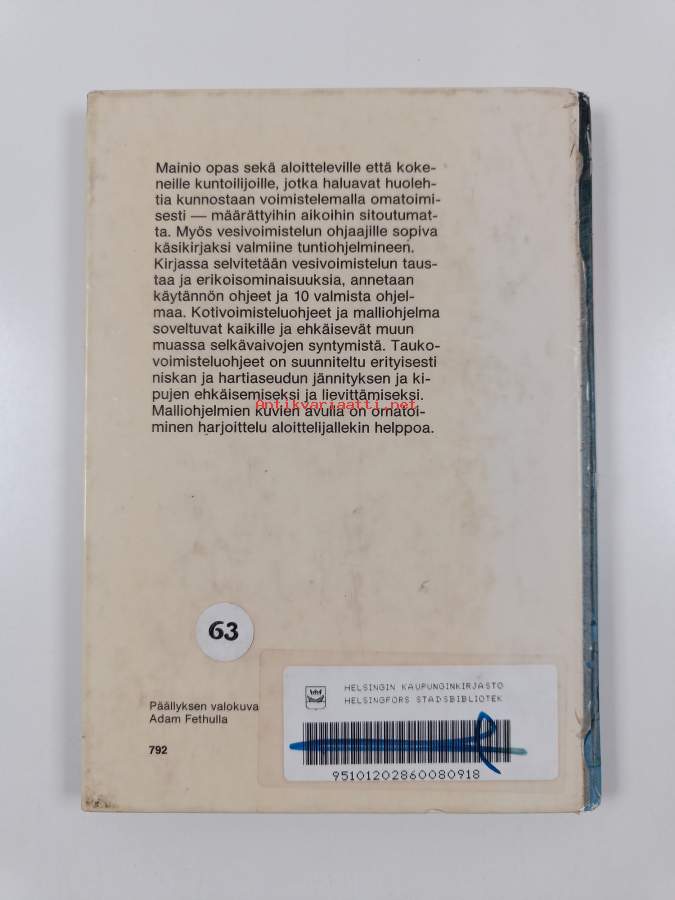 Mainio opas sekä aloitteleville että koke-
neille kuntoilijoille, jotka haluavat huoleh-
tia kunnostaan voimistelemalla omatoimi-
sesti — määrättyihin aikoihin sitoutumat-
ta. Myös vesivoimistelun ohjaajille sopiva
käsikirjaksi valmiine tuntiohjelmineen.
Kirjassa selvitetään vesivoimistelun taus-
taa ja erikoisominaisuuksia, annetaan
käytännön ohjeet ja 10 valmista ohjel-
maa. Kotivoimisteluohjeet ja malliohjelma
soveltuvat kaikille ja ehkäisevät muun
muassa selkävaivojen syntymistä. Tauko-
voimisteluohjeet on suunniteltu erityisesti
niskan ja hartiaseudun jännityksen ja ki-
pujen ehkäisemiseksi ja lievittämiseksi.
Antikvariaatti.net
Malliohjelmien kuvien avulla on omatoi-
minen harjoittelu aloittelijallekin helppoa.
63
Päällyksen valokuva
Adam Fethulla
792
HELSINGIN KAUPUNGINKIRJASTO
HELSINGFORS STADSBIBLIOTEK
95101202860080918